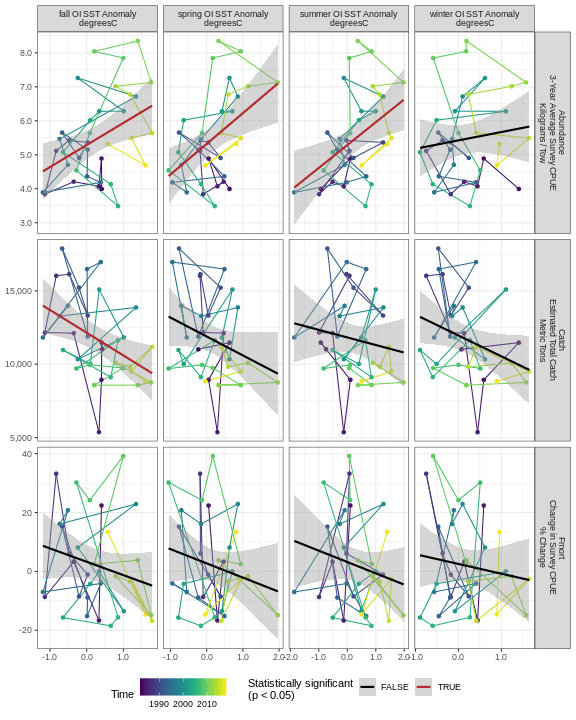 fall OI SST Anomaly
degreesC
spring OI SST Anomaly
degreesC
summer OI SST Anomaly
degreesC
winter OI SST Anomaly
degreesC
8.0
7.0
6.0
5.0
4.0
3.0
Abundance
3-Year Average Survey CPUE
Kilograms / Tow
15,000
10,000
5,000
Catch
Estimated Total Catch
Metric Tons
40
20
0
-20
Fmort
Change in Survey CPUE
% Change
-1.0 0.0 1.0
-1.0 0.0 1.0 2.0
-2.0 -1.0 0.0 1.0 2.0
-1.0 0.0 1.0
Time
1990 2000 2010
Statistically significant
(p < 0.05)
FALSE
TRUE